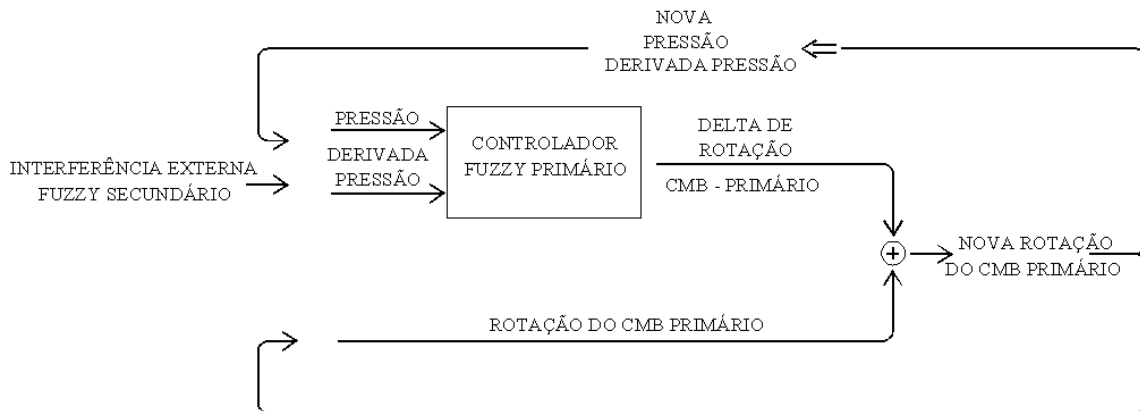 NOVA
PRESSÃO
DERIVADA PRESSÃO
PRESSÃO
DERIVADA
PRESSÃO
CONTROLADOR
FUZZY PRIMÁRIO
DELTA DE
ROTAÇÃO
CMB - PRIMÁRIO
INTERFERÊNCIA EXTERNA
FUZZY SECUNDÁRIO
NOVA ROTAÇÃO
DO CMB PRIMÁRIO
ROTAÇÃO DO CMB PRIMÁRIO